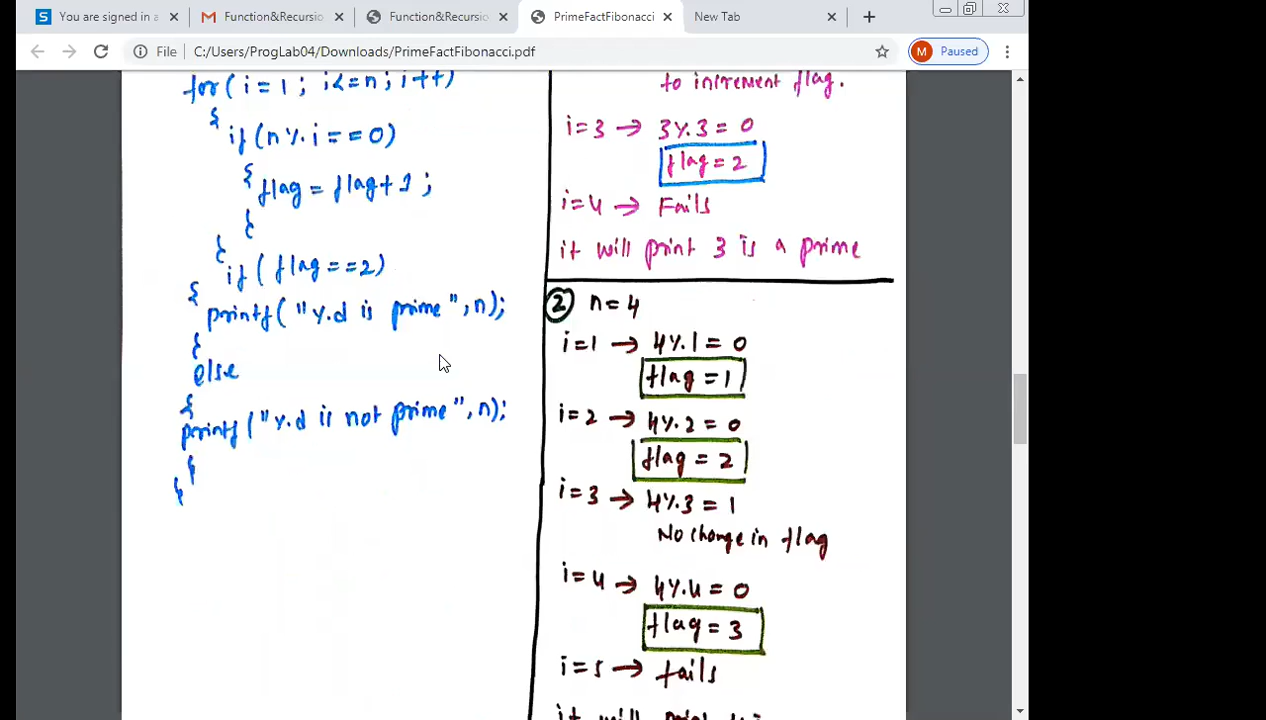 You are signed in a
Function&Recursio
Function&Recursio
PrimeFactFibonacci
New Tab
File
C:/Users/ProgLab04/Downloads/PrimeFactFibonacci.pdf
M
Paused
for( i = 1 ; i<=n ; i++)
{
if (n%i==0)
{
flag = flag+1 ;
}
}
if ( flag==2)
{
printf( "%d is prime", n);
}
else
{
printf ("%d is not prime", n);
}
}
to increment flag.
i=3 → 3%3 = 0
flag = 2
i=4 → Fails
it will print 3 is a prime
② n=4
i=1 → 4%1 = 0
flag = 1
i=2 → 4%2 = 0
flag = 2
i=3 → 4%3 = 1
No change in flag
i=4 → 4%4 = 0
flag = 3
i=5 → fails
it will print